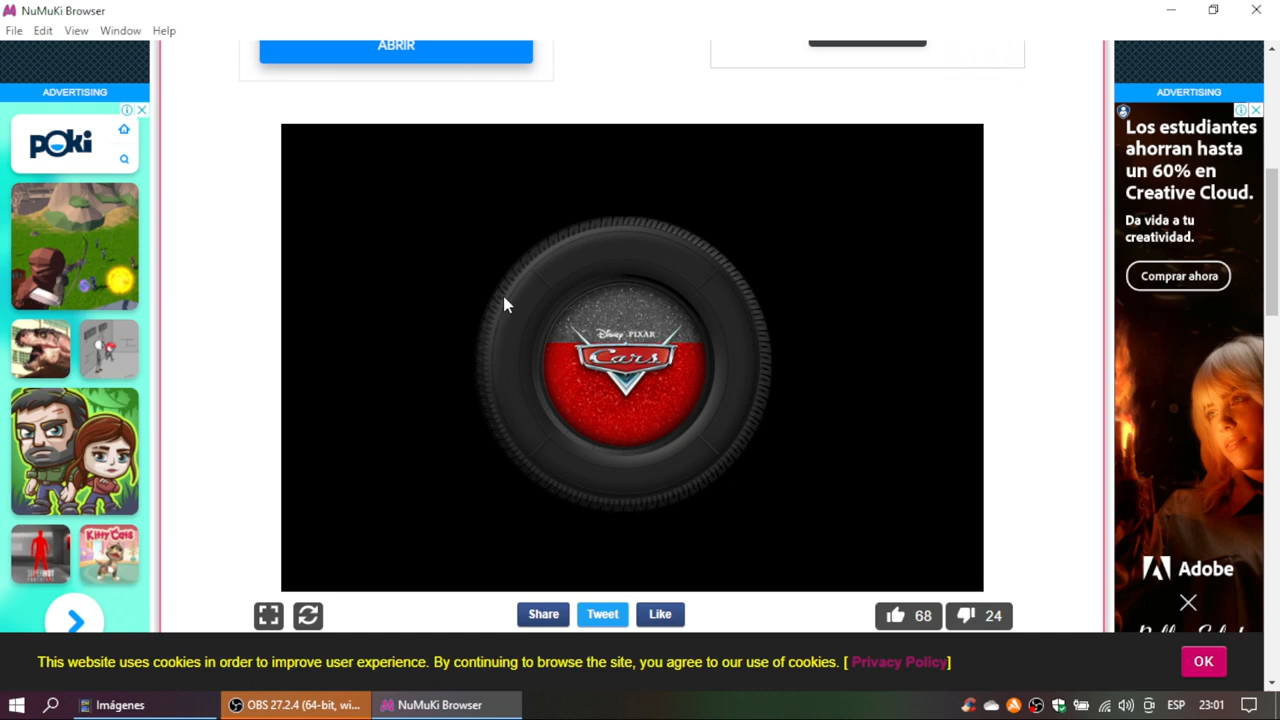 NuMuKi Browser
File Edit View Window Help
ABRIR
ADVERTISING
poki
KITTY CATS
Disney PIXAR
Cars
Share
Tweet
Like
68
24
ADVERTISING
Los estudiantes
ahorran hasta
un 60% en
Creative Cloud.
Da vida a tu
creatividad.
Comprar ahora
Adobe
This website uses cookies in order to improve user experience. By continuing to browse the site, you agree to our use of cookies. [ Privacy Policy]
OK
Imágenes
OBS 27.2.4 (64-bit, wi...
NuMuKi Browser
ESP
23:01